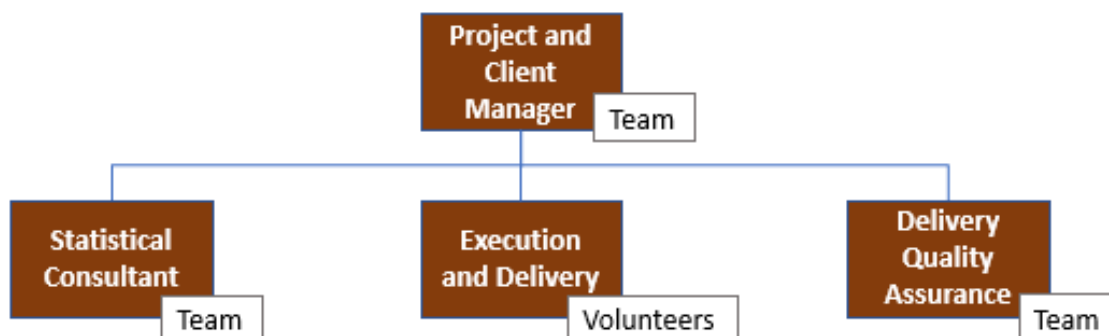 Project and
Client
Manager
Team
Statistical
Consultant
Team
Execution
and Delivery
Volunteers
Delivery
Quality
Assurance
Team